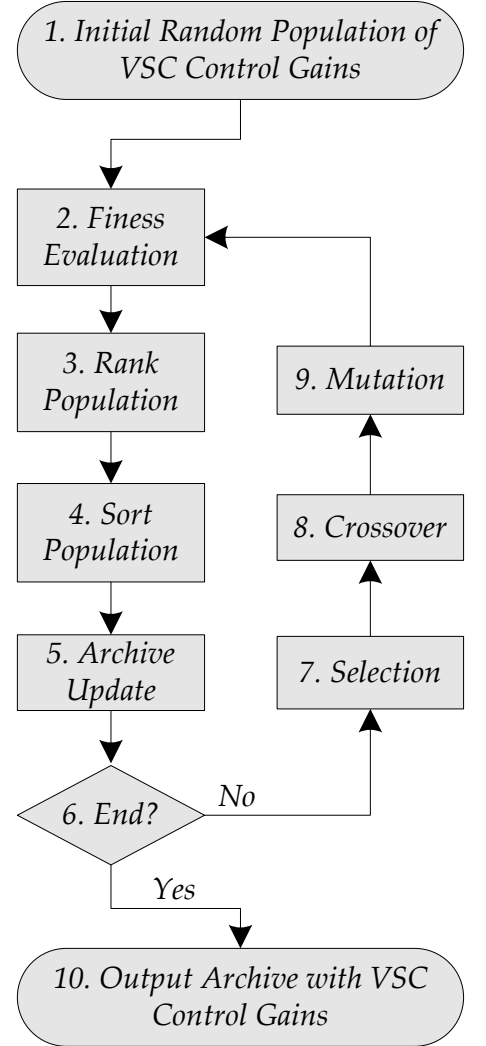 1. Initial Random Population of
VSC Control Gains
2. Finess
Evaluation
3. Rank
Population
4. Sort
Population
5. Archive
Update
6. End?
No
7. Selection
8. Crossover
9. Mutation
Yes
10. Output Archive with VSC
Control Gains